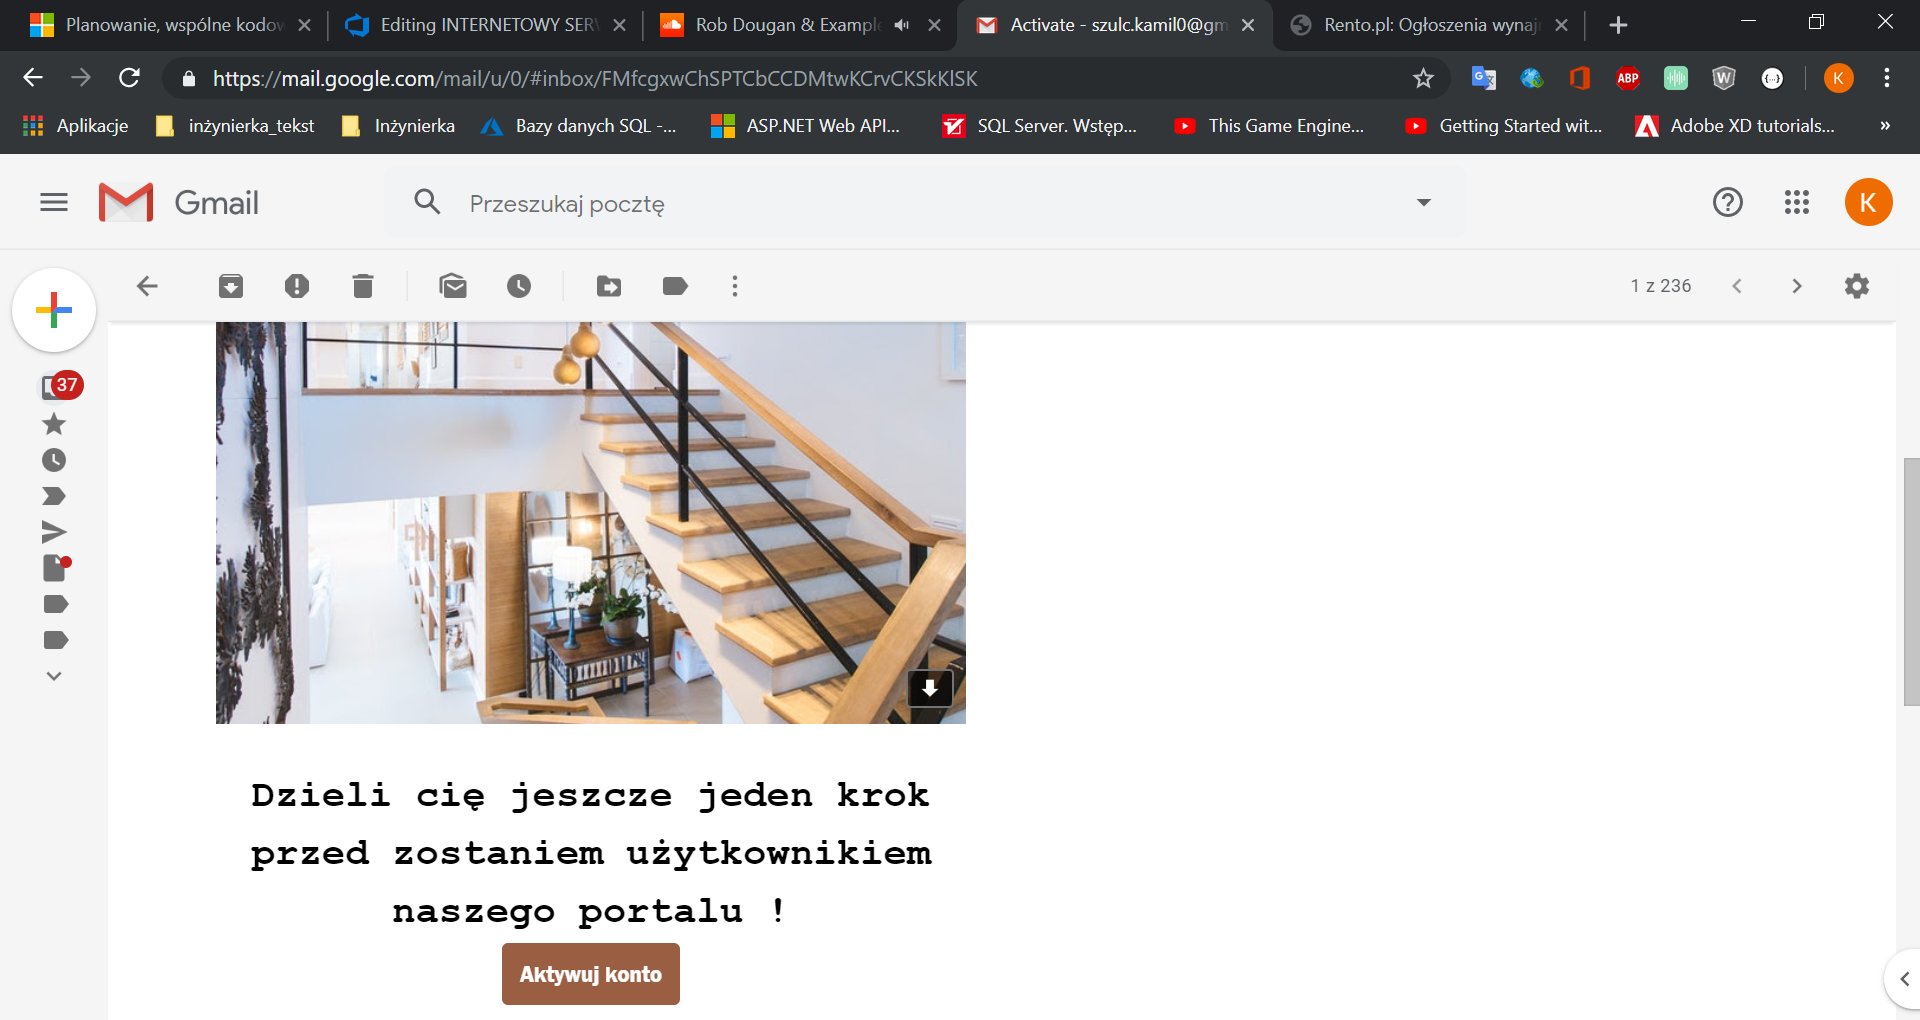 Planowanie, wspólne kodow
Editing INTERNETOWY SER
Rob Dougan & Example
Activate - szulc.kamil0@gm
Rento.pl: Ogłoszenia wynaj
https://mail.google.com/mail/u/0/#inbox/FMfcgxwChSPTCbCCDMtwKCrvCKSkKlSK
ABP
W
K
Aplikacje
inżynierka_tekst
Inżynierka
Bazy danych SQL -...
ASP.NET Web API...
SQL Server. Wstęp...
This Game Engine...
Getting Started wit...
Adobe XD tutorials...
»
Gmail
Przeszukaj pocztę
K
1 z 236
37
Dzieli cię jeszcze jeden krok
przed zostaniem użytkownikiem
naszego portalu !
Aktywuj konto